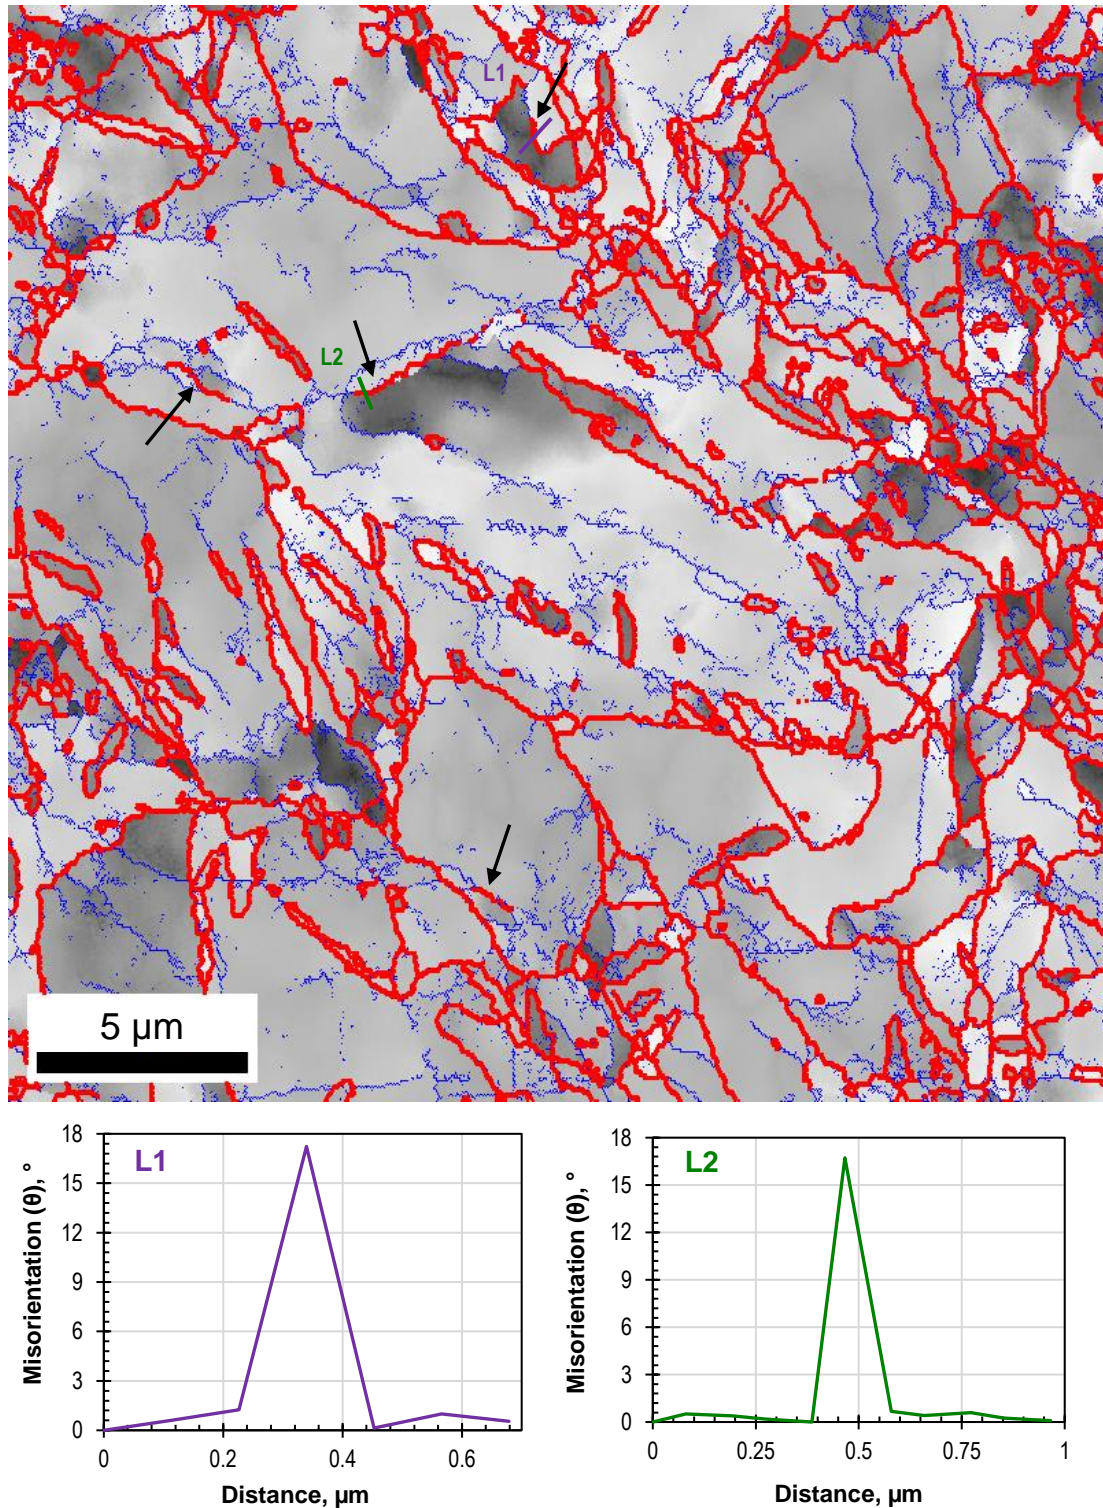 L1
L2
5 µm
L1
Misorientation (θ), °
18
15
12
9
6
3
0
0
0.2
0.4
0.6
Distance, µm
L2
Misorientation (θ), °
18
15
12
9
6
3
0
0
0.25
0.5
0.75
1
Distance, µm